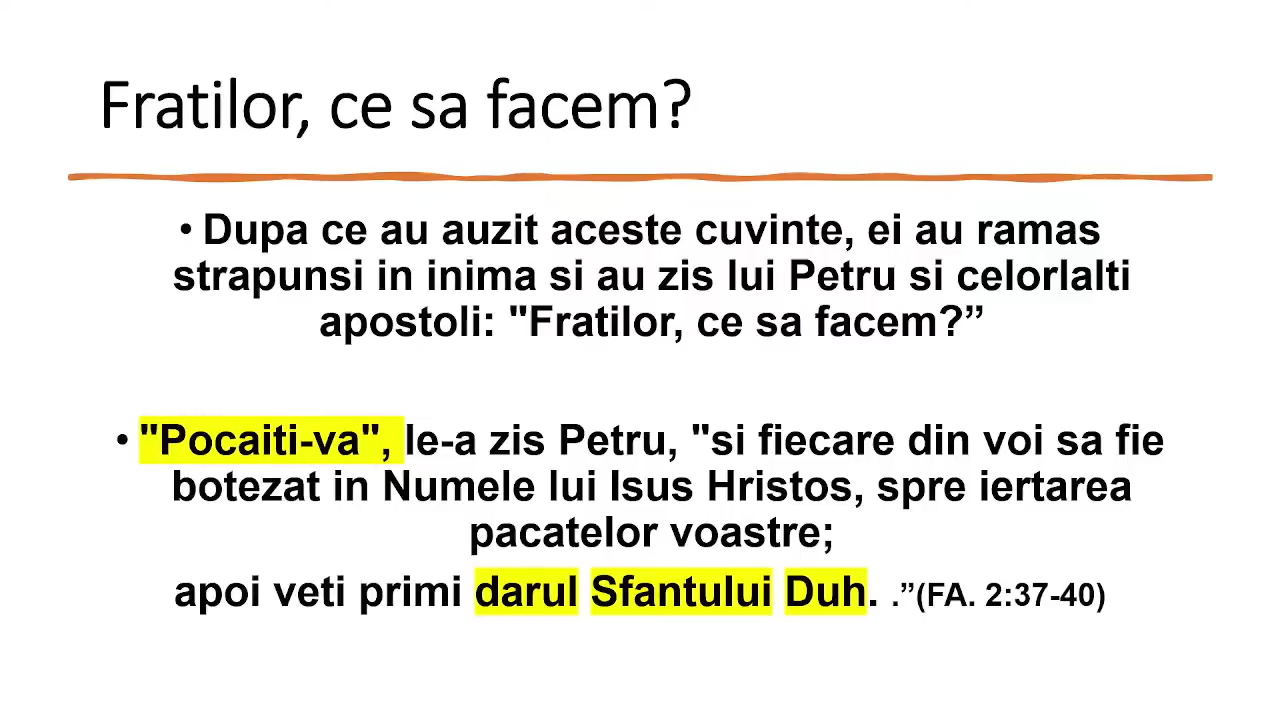 Fratilor, ce sa facem?
• Dupa ce au auzit aceste cuvinte, ei au ramas
strapunsi in inima si au zis lui Petru si celorlalti
apostoli: "Fratilor, ce sa facem?”
• "Pocaiti-va", le-a zis Petru, "si fiecare din voi sa fie
botezat in Numele lui Isus Hristos, spre iertarea
pacatelor voastre;
apoi veti primi darul Sfantului Duh. .”(FA. 2:37-40)